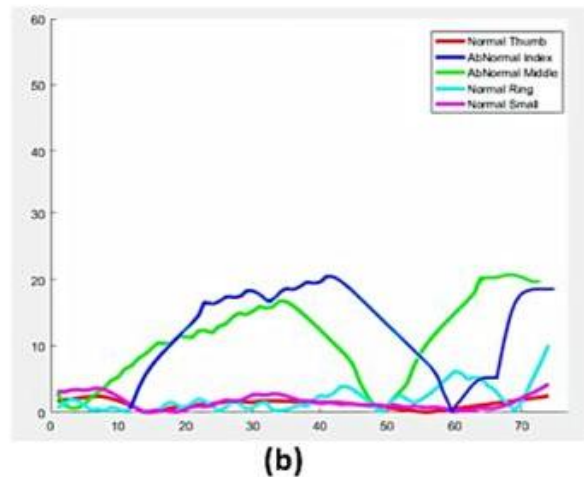 60
50
40
30
20
10
0
0 10 20 30 40 50 60 70
Normal Thumb
AbNormal Index
AbNormal Middle
Normal Ring
Normal Small
(b)